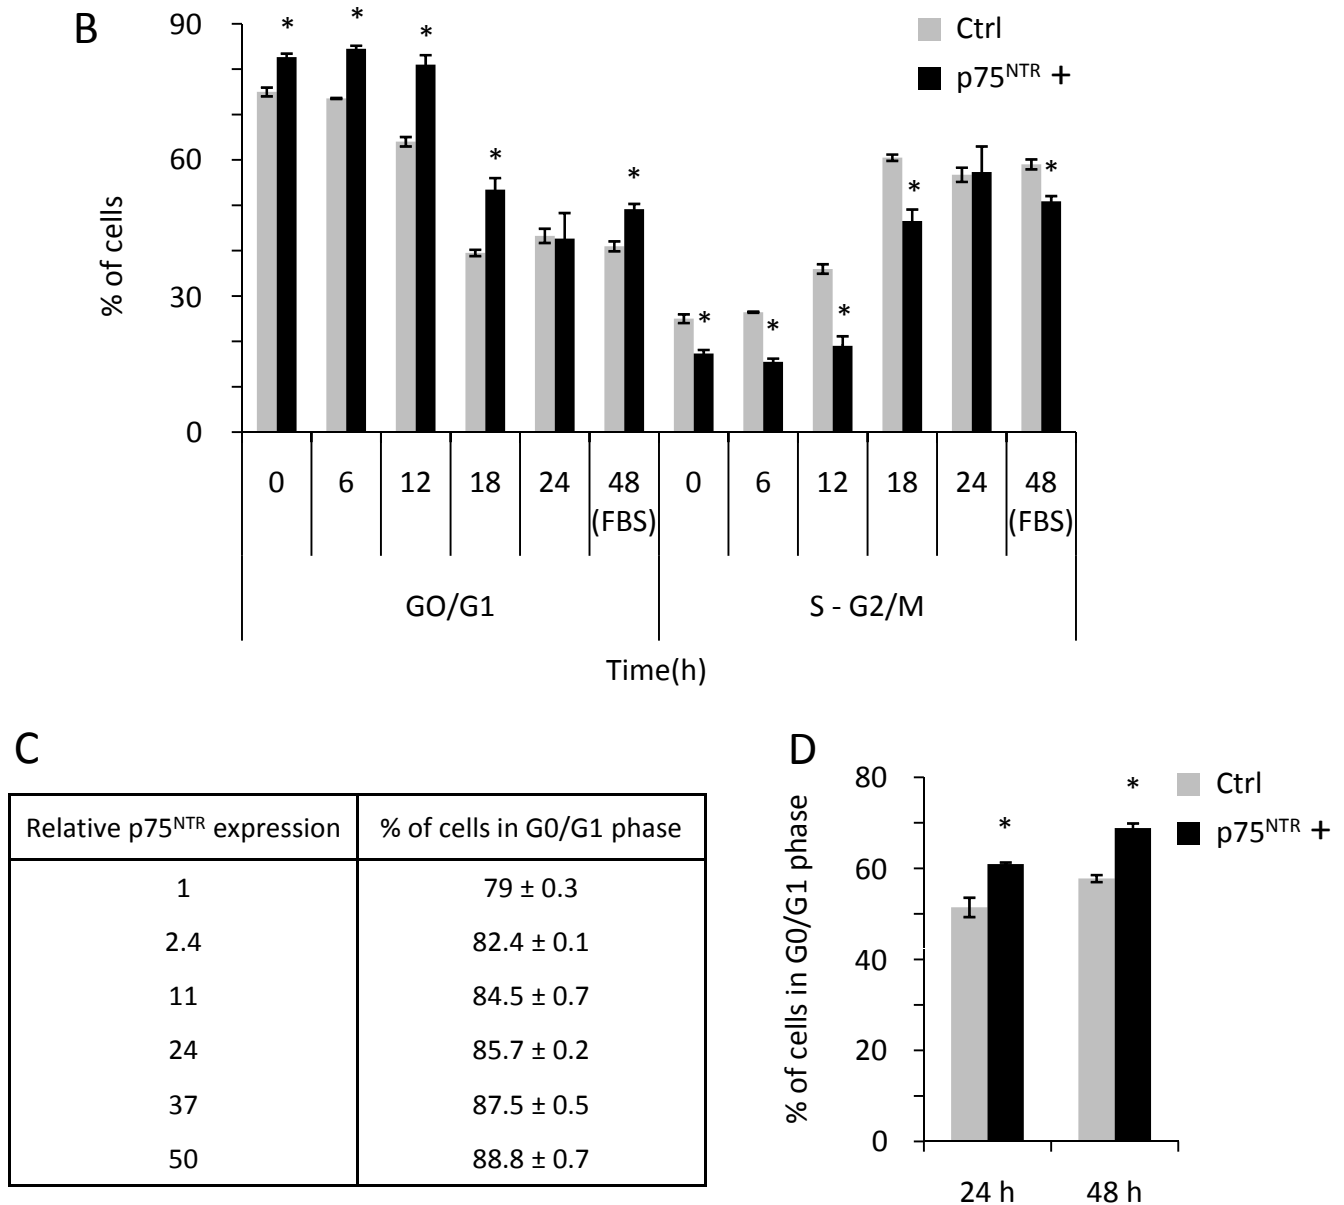 B
Ctrl
p75NTR +
% of cells
90
60
30
0
* * * * * * * * * * *
0 6 12 18 24 48 0 6 12 18 24 48
(FBS) (FBS)
GO/G1 S - G2/M
Time(h)
C
Relative p75NTR expression % of cells in G0/G1 phase
1 79 ± 0.3
2.4 82.4 ± 0.1
11 84.5 ± 0.7
24 85.7 ± 0.2
37 87.5 ± 0.5
50 88.8 ± 0.7
D
Ctrl
p75NTR +
% of cells in G0/G1 phase
80
60
40
20
0
* *
24 h 48 h